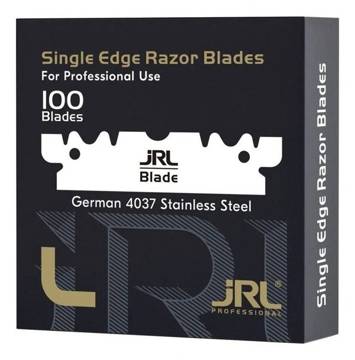 Single Edge Razor Blades
For Professional Use
100
Blades
JRL
Blade
German 4037 Stainless Steel
JRL
JRL
PROFESSIONAL
Single Edge Razor Blades